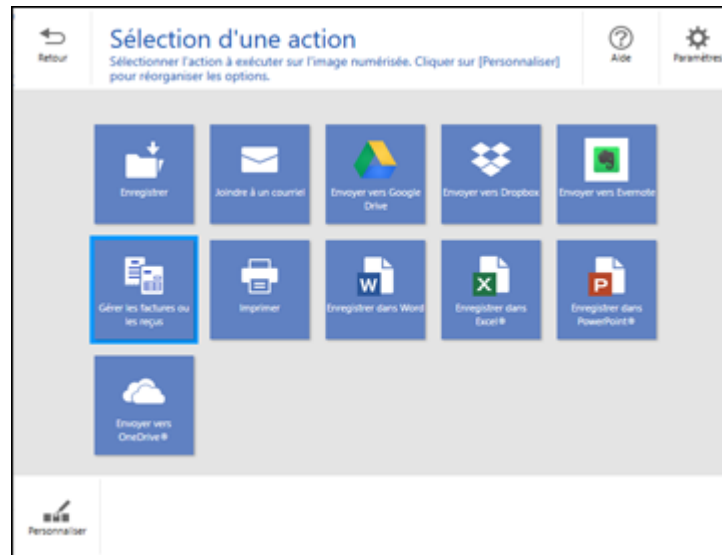 Retour
Sélection d'une action
Sélectionner l'action à exécuter sur l'image numérisée. Cliquer sur [Personnaliser]
pour réorganiser les options.
Aide
Paramètres
Enregistrer
Joindre à un courriel
Envoyer vers Google
Drive
Envoyer vers Dropbox
Envoyer vers Evernote
Gérer les factures ou
les reçus
Imprimer
W
Enregistrer dans Word
X
Enregistrer dans
Excel®
P
Enregistrer dans
PowerPoint®
Envoyer vers
OneDrive®
Personnaliser